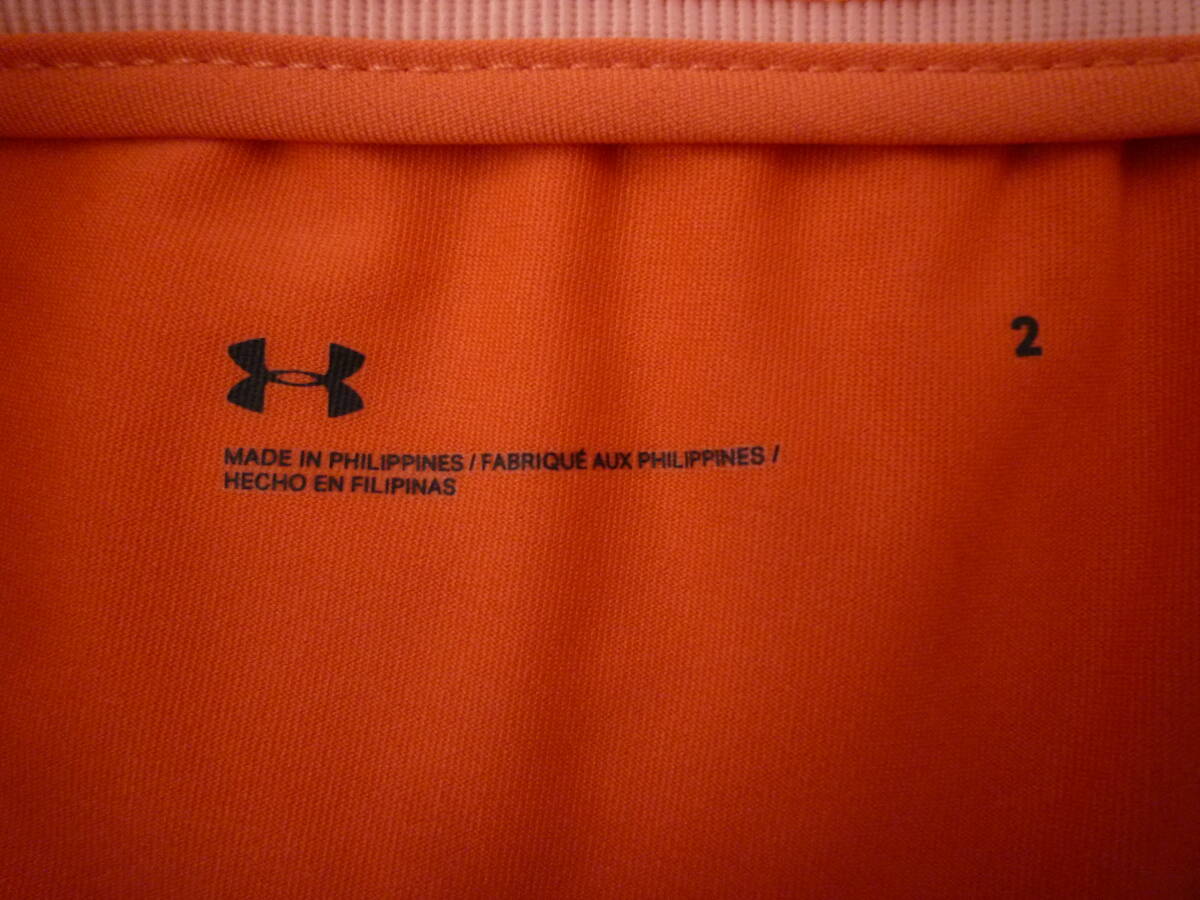 2
MADE IN PHILIPPINES / FABRIQUÉ AUX PHILIPPINES /
HECHO EN FILIPINAS